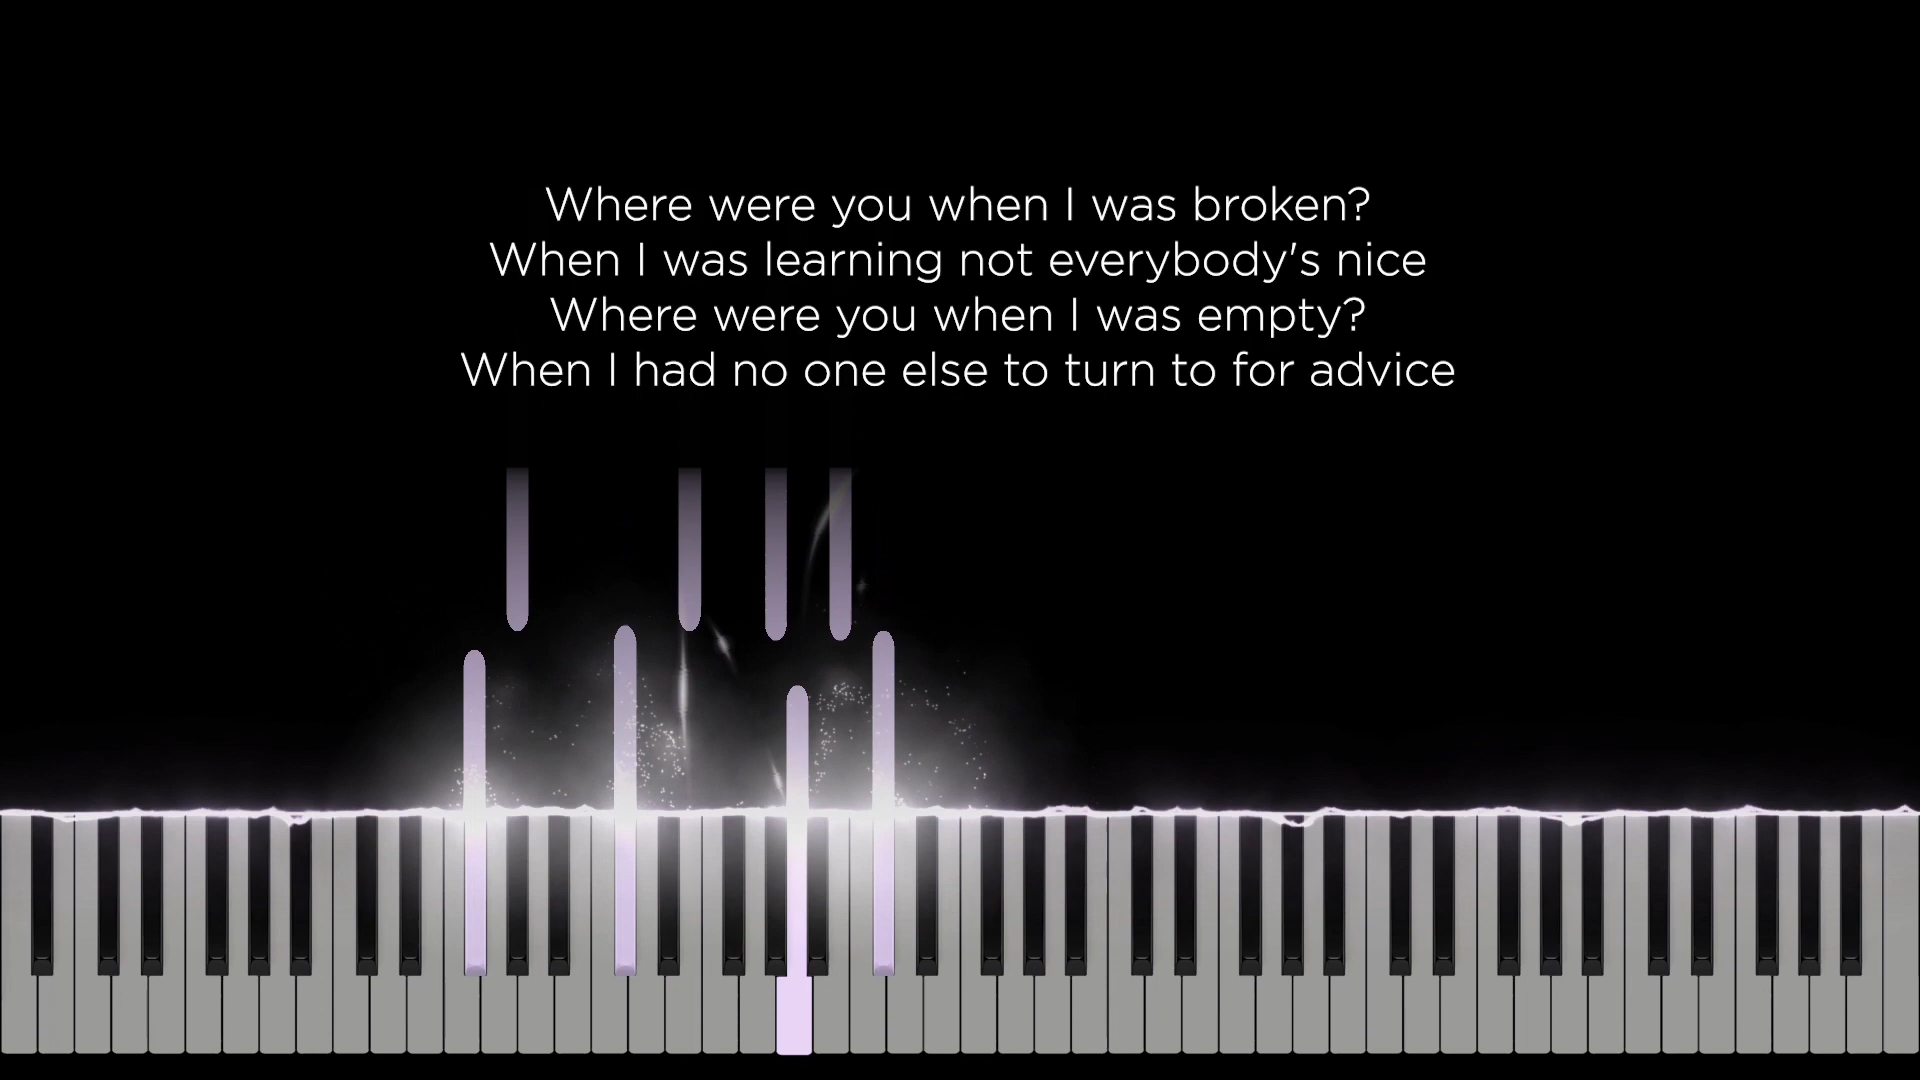 Where were you when I was broken?
When I was learning not everybody's nice
Where were you when I was empty?
When I had no one else to turn to for advice